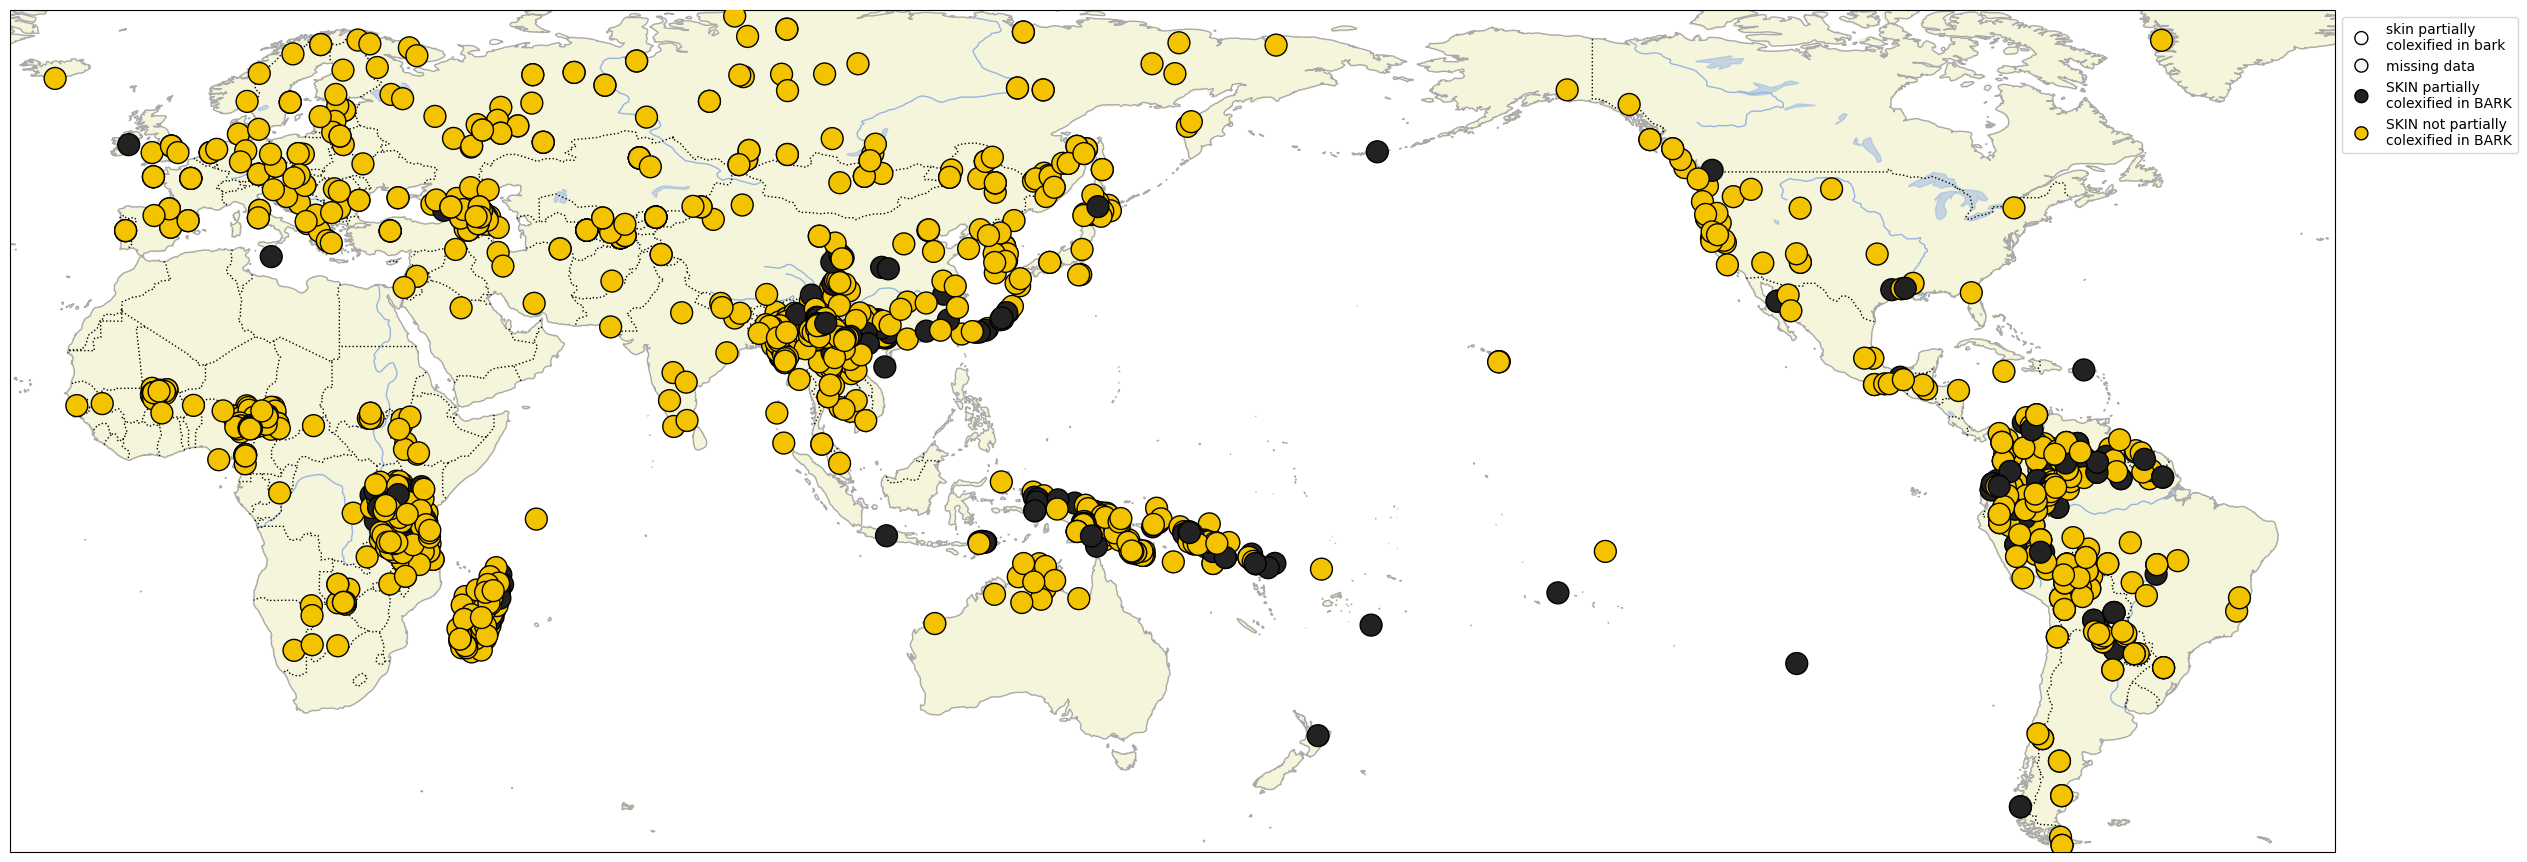 skin partially
colexified in bark
missing data
SKIN partially
colexified in BARK
SKIN not partially
colexified in BARK